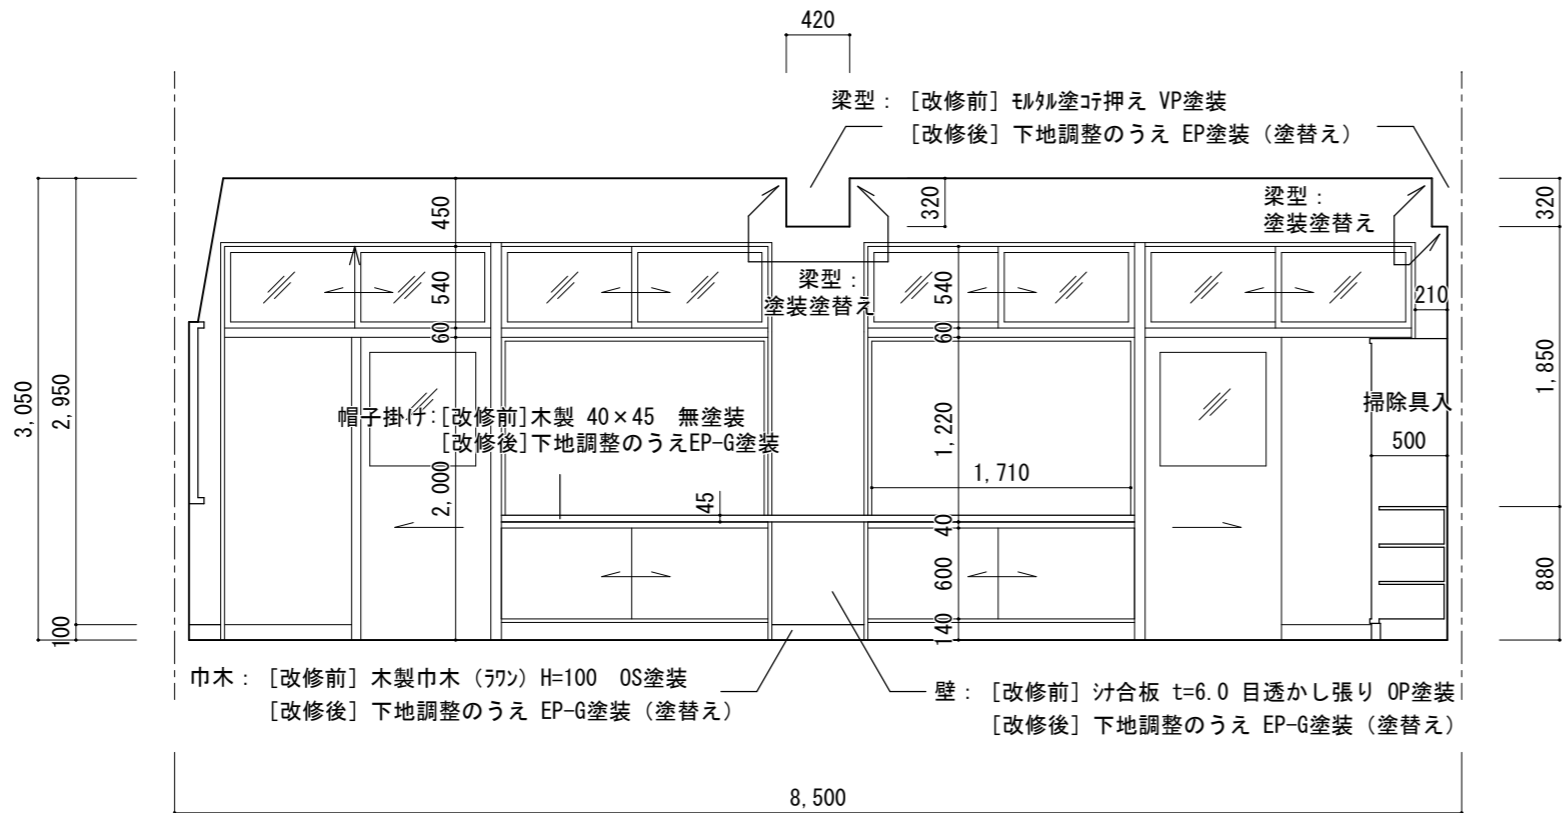 420
梁型： [改修前] ﾓﾙﾀﾙ塗ｺﾃ押え VP塗装
[改修後] 下地調整のうえ EP塗装（塗替え）
450
320
梁型：
塗装塗替え
320
3,050
2,950
540
梁型：
塗装塗替え
540
210
60
60
1,850
帽子掛け:[改修前]木製 40×45 無塗装
[改修後]下地調整のうえEP-G塗装
1,220
掃除具入
500
2,000
1,710
45
40
600
880
100
140
巾木： [改修前] 木製巾木（ﾗﾜﾝ）H=100 OS塗装
[改修後] 下地調整のうえ EP-G塗装（塗替え）
壁： [改修前] ｼﾅ合板 t=6.0 目透かし張り OP塗装
[改修後] 下地調整のうえ EP-G塗装（塗替え）
8,500